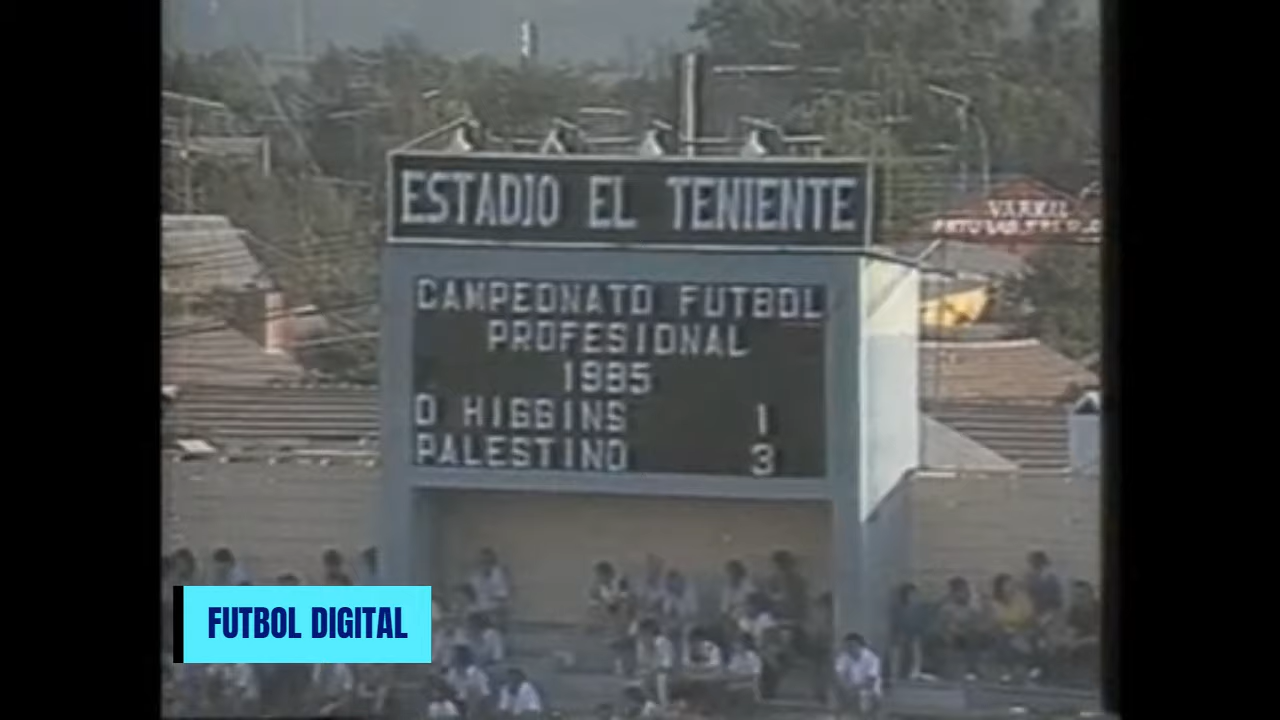 ESTADIO EL TENIENTE
CAMPEONATO FUTBOL
PROFESIONAL
1985
O HIGGINS 1
PALESTINO 3
FUTBOL DIGITAL